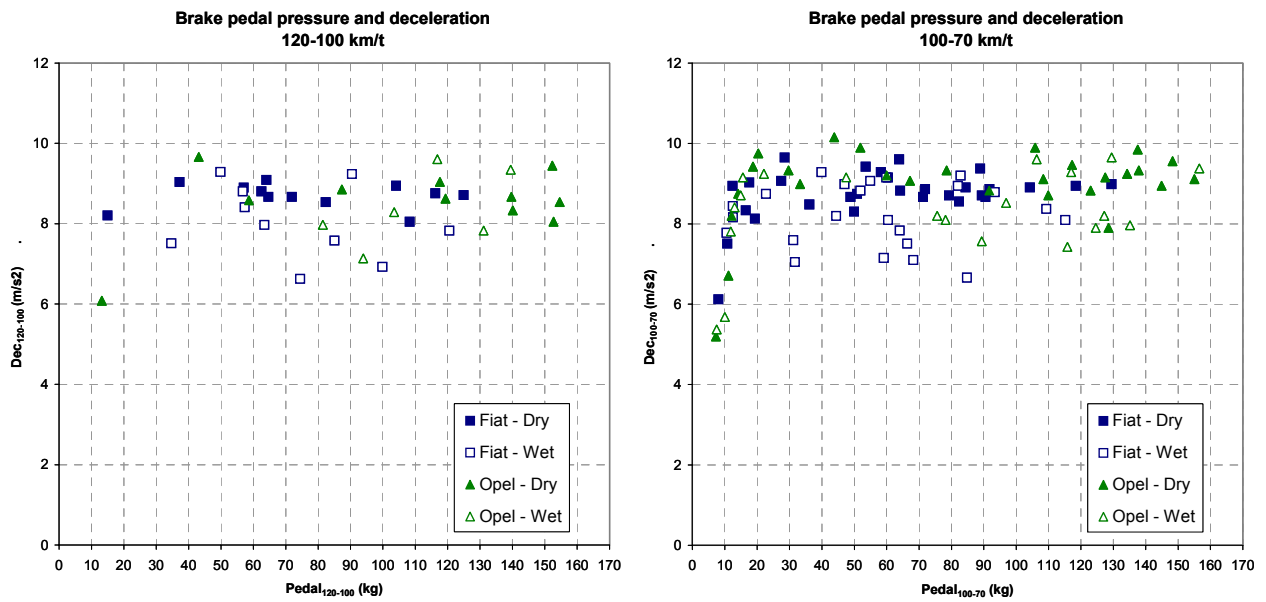 Brake pedal pressure and deceleration
120-100 km/t
12
10
8
6
4
2
0
Dec120-100 (m/s2)
.
0 10 20 30 40 50 60 70 80 90 100 110 120 130 140 150 160 170
Pedal120-100 (kg)
Fiat - Dry
Fiat - Wet
Opel - Dry
Opel - Wet
Brake pedal pressure and deceleration
100-70 km/t
12
10
8
6
4
2
0
Dec100-70 (m/s2)
.
0 10 20 30 40 50 60 70 80 90 100 110 120 130 140 150 160 170
Pedal100-70 (kg)
Fiat - Dry
Fiat - Wet
Opel - Dry
Opel - Wet